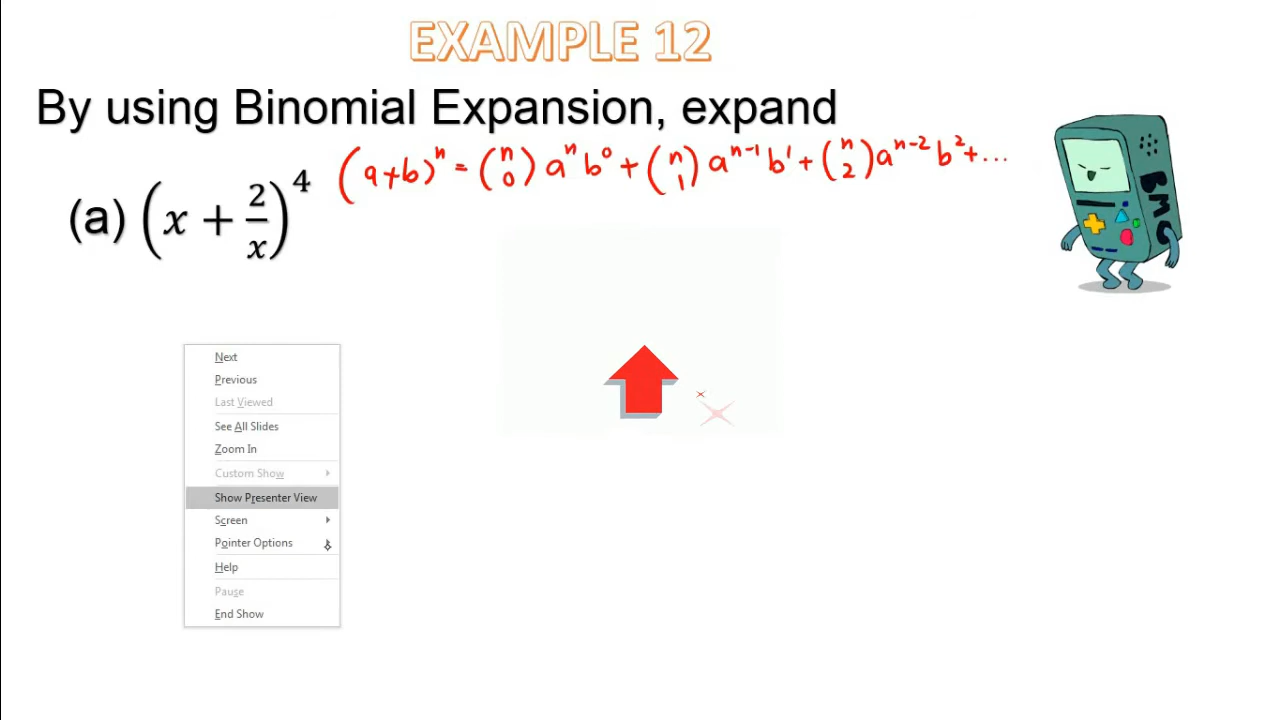 EXAMPLE 12
By using Binomial Expansion, expand
(a+b)^n = (n 0) a^n b^0 + (n 1) a^{n-1} b^1 + (n 2) a^{n-2} b^2 + ...
(a) (x + 2/x)^4
BMO
Next
Previous
Last Viewed
See All Slides
Zoom In
Custom Show
Show Presenter View
Screen
Pointer Options
Help
Pause
End Show